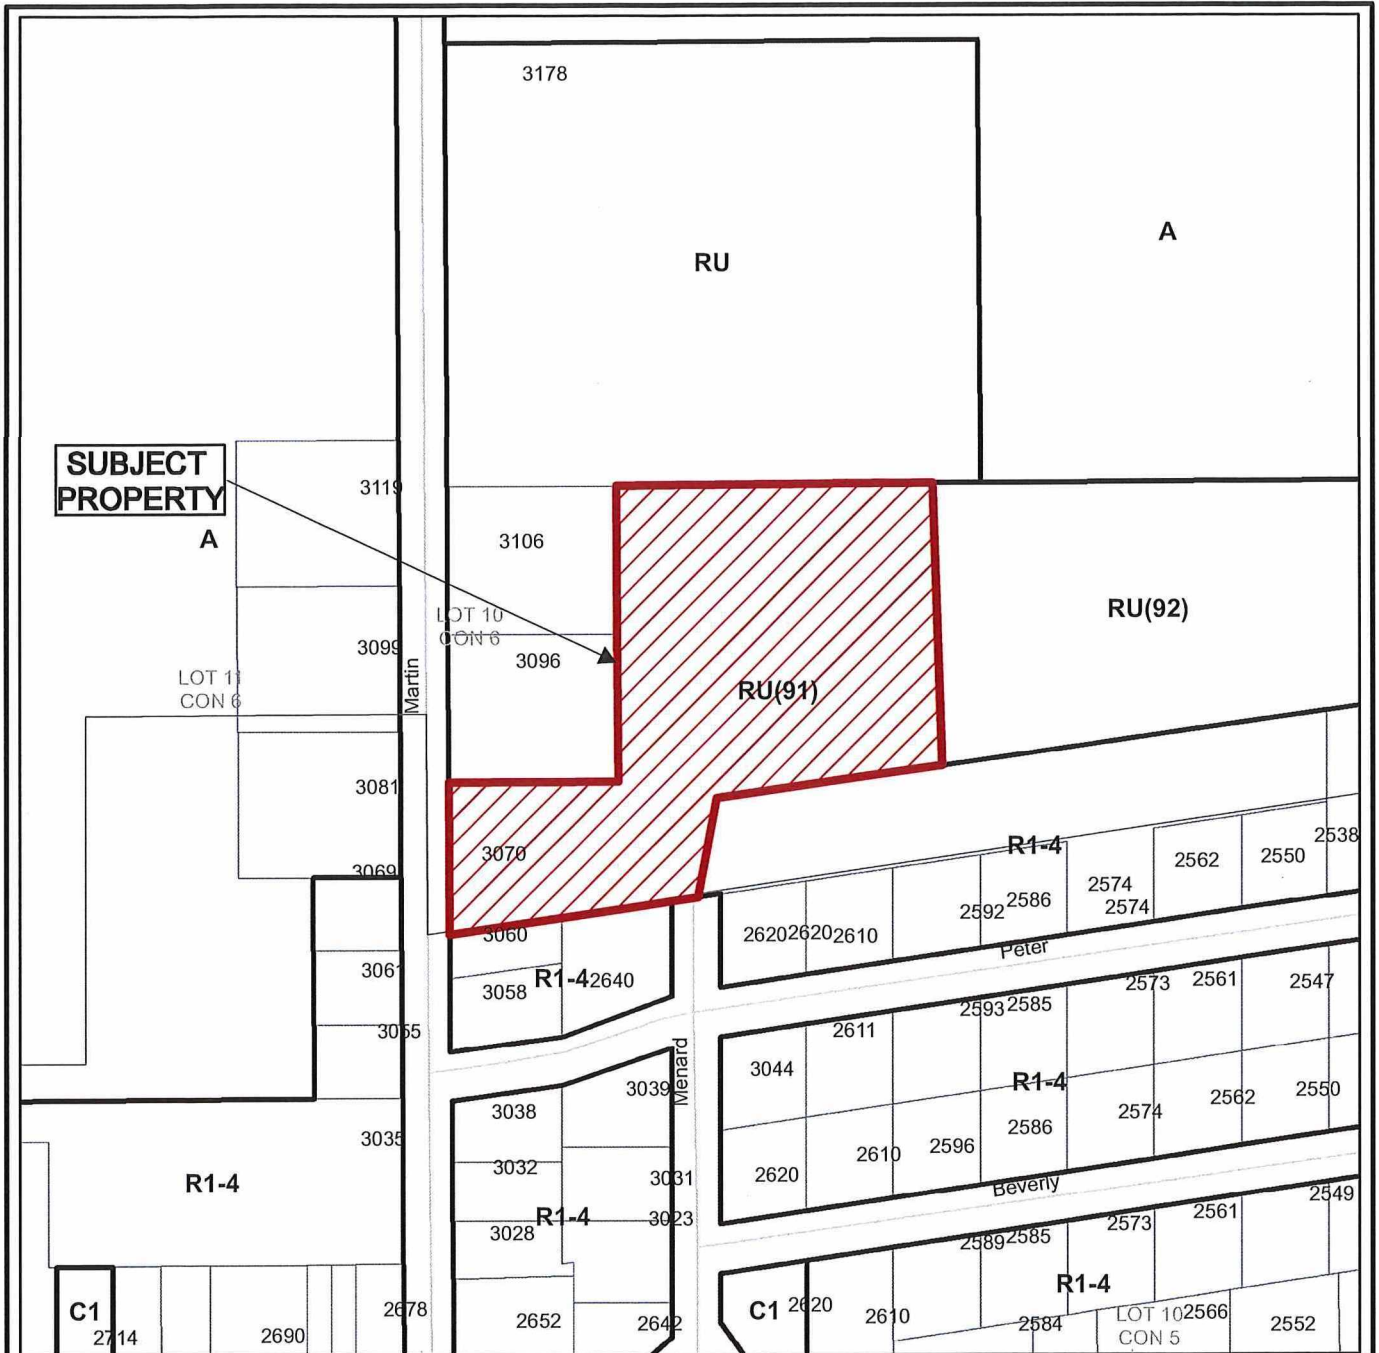 3178
RU
A
SUBJECT
PROPERTY
3119
A
3106
LOT 10
CON 6
3096
RU(92)
3099
LOT 11
CON 6
Martin
RU(91)
3081
3070
3069
R1-4
2538
2562
2550
2574
2574
2586
2592
2620
2620
2610
Peter
3060
3058
R1-4
2640
3061
3055
2547
2561
2573
2585
2593
2611
3044
Menard
R1-4
3039
3038
3035
3032
3031
3023
3028
R1-4
R1-4
2550
2562
2574
2586
2596
2610
2620
Beverly
2549
2561
2573
2585
2589
R1-4
C1
2714
2690
2678
2652
2642
C1
2620
2610
2584
LOT 10
CON 5
2566
2552